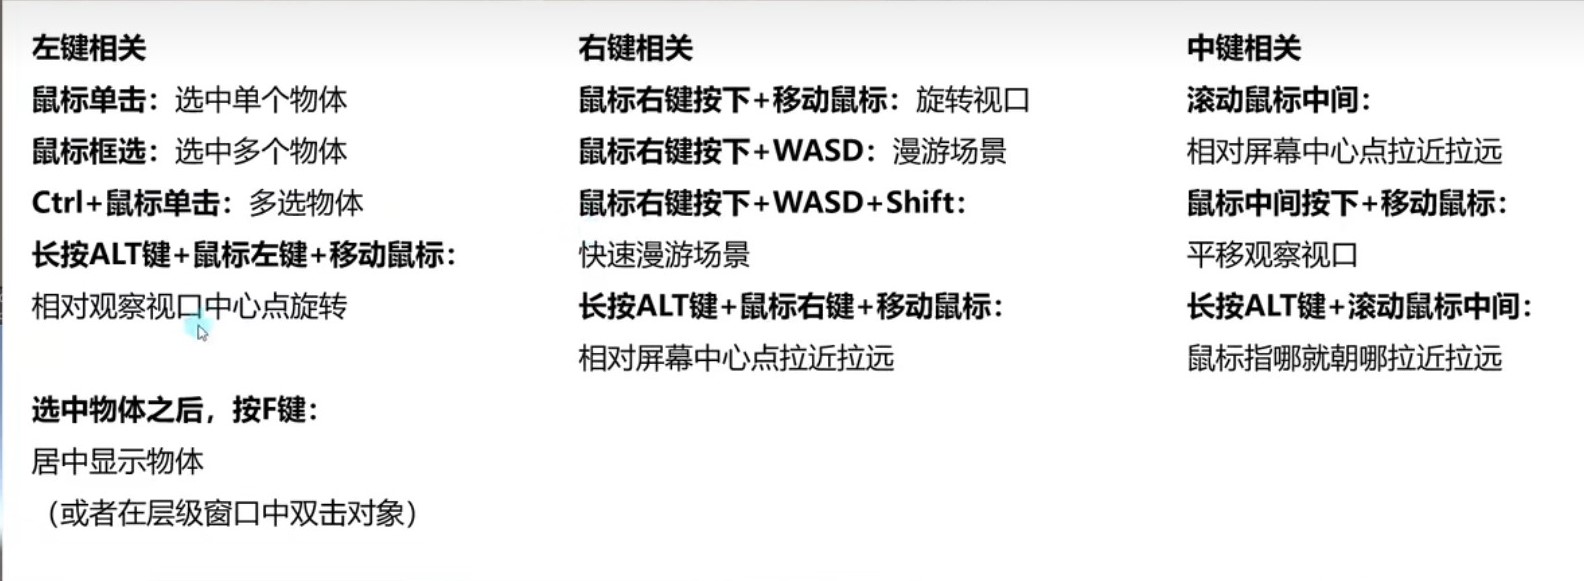 左键相关
鼠标单击：选中单个物体
鼠标框选：选中多个物体
Ctrl+鼠标单击：多选物体
长按ALT键+鼠标左键+移动鼠标：
相对观察视口中心点旋转
选中物体之后，按F键：
居中显示物体
（或者在层级窗口中双击对象）
右键相关
鼠标右键按下+移动鼠标：旋转视口
鼠标右键按下+WASD：漫游场景
鼠标右键按下+WASD+Shift：
快速漫游场景
长按ALT键+鼠标右键+移动鼠标：
相对屏幕中心点拉近拉远
中键相关
滚动鼠标中间：
相对屏幕中心点拉近拉远
鼠标中间按下+移动鼠标：
平移观察视口
长按ALT键+滚动鼠标中间：
鼠标指哪就朝哪拉近拉远